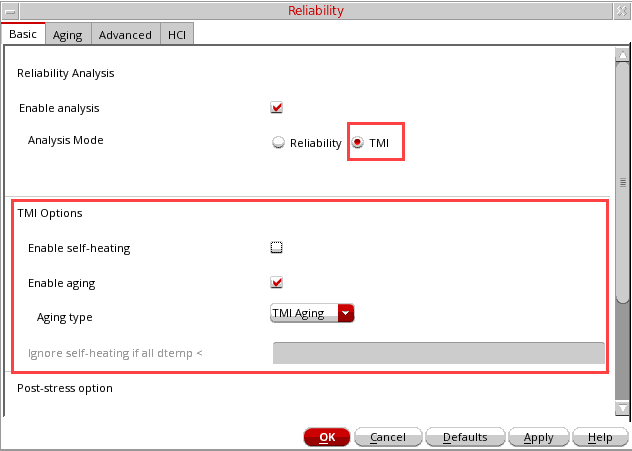 Reliability
Basic Aging Advanced HCI
Reliability Analysis
Enable analysis
Analysis Mode Reliability TMI
TMI Options
Enable self-heating
Enable aging
Aging type TMI Aging
Ignore self-heating if all dtemp <
Post-stress option
OK Cancel Defaults Apply Help